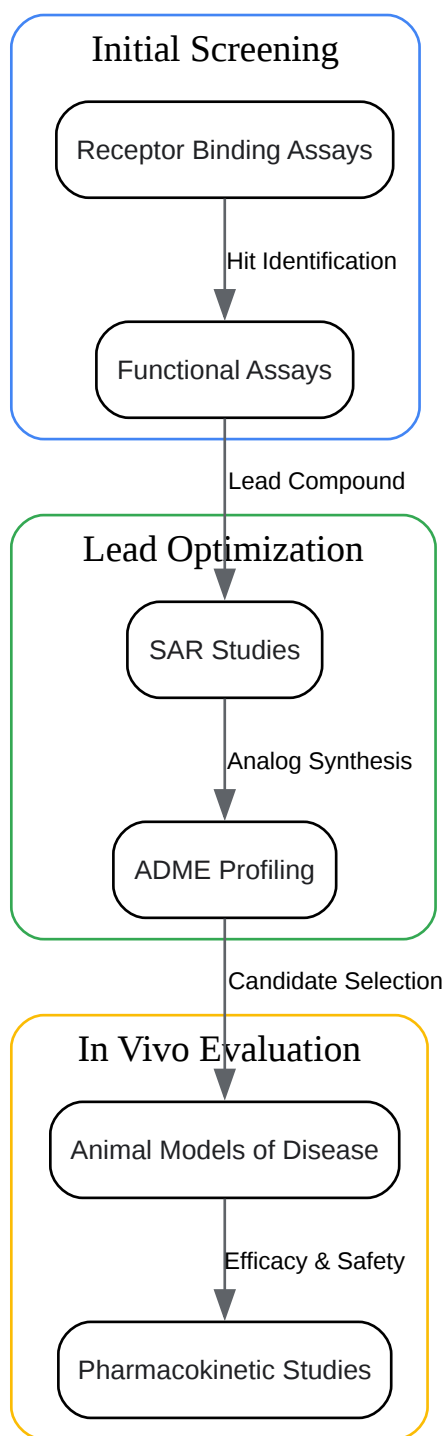 Initial Screening
Receptor Binding Assays
Hit Identification
Functional Assays
Lead Compound
Lead Optimization
SAR Studies
Analog Synthesis
ADME Profiling
Candidate Selection
In Vivo Evaluation
Animal Models of Disease
Efficacy & Safety
Pharmacokinetic Studies